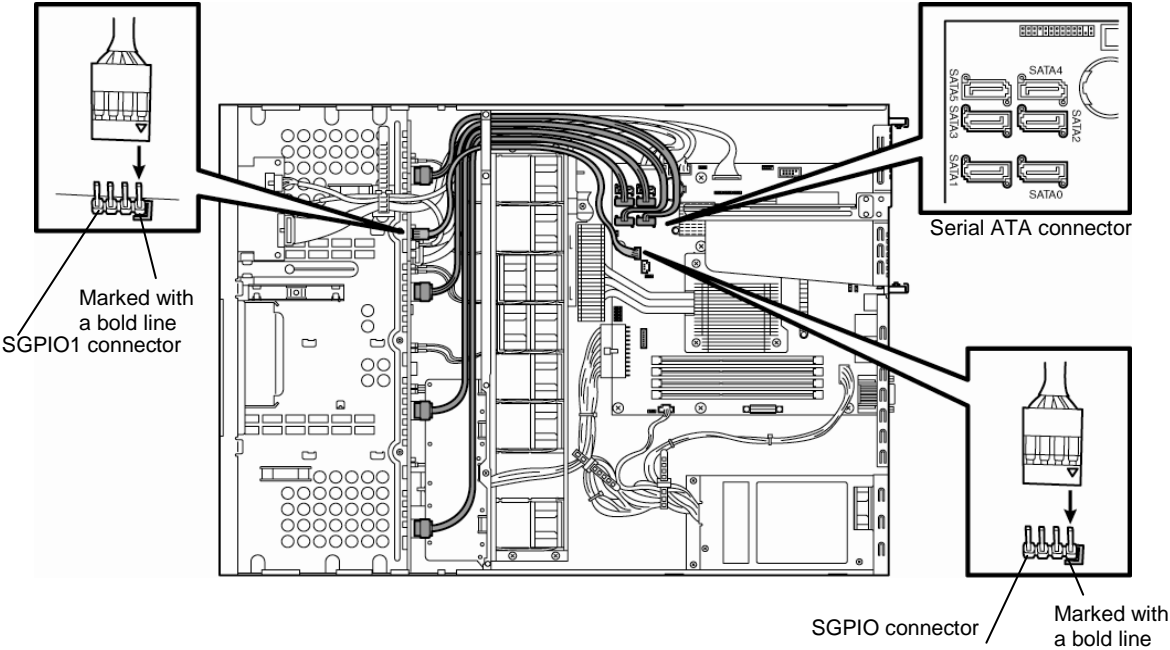 SATA4
SATA5
SATA3
SATA2
SATA1
SATA0
Serial ATA connector
Marked with
a bold line
SGPIO1 connector
SGPIO connector
Marked with
a bold line